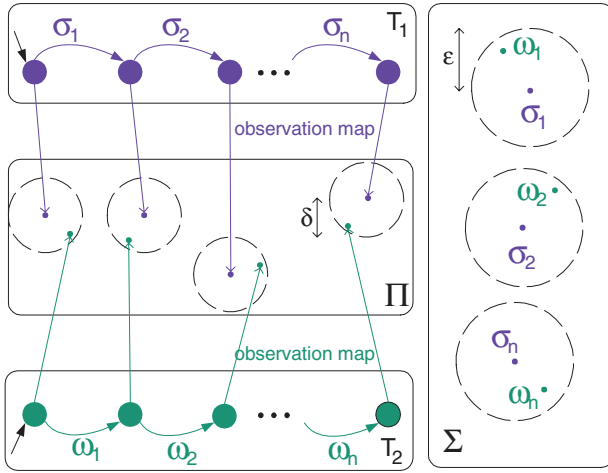 σ₁ σ₂ σₙ T₁
observation map
δ
Π
observation map
ω₁ ω₂ ωₙ T₂
ε ω₁
σ₁
ω₂
σ₂
σₙ
ωₙ
Σ